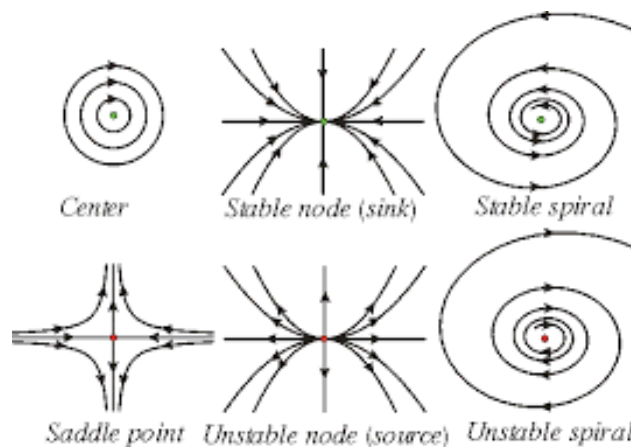 Center
Stable node (sink)
Stable spiral
Saddle point
Unstable node (source)
Unstable spiral